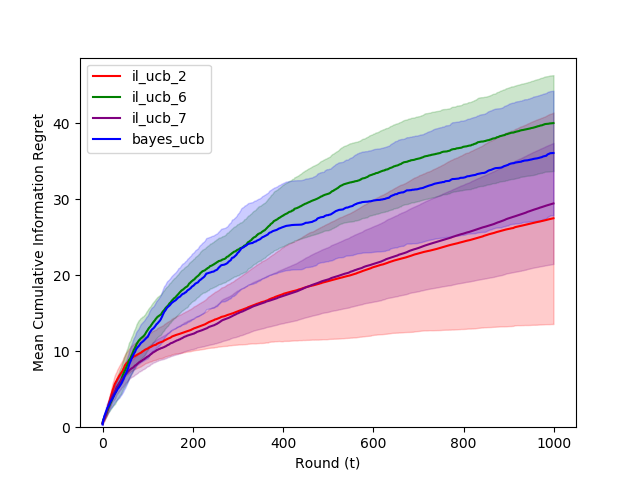 il_ucb_2
il_ucb_6
il_ucb_7
bayes_ucb
Mean Cumulative Information Regret
40
30
20
10
0
0 200 400 600 800 1000
Round (t)